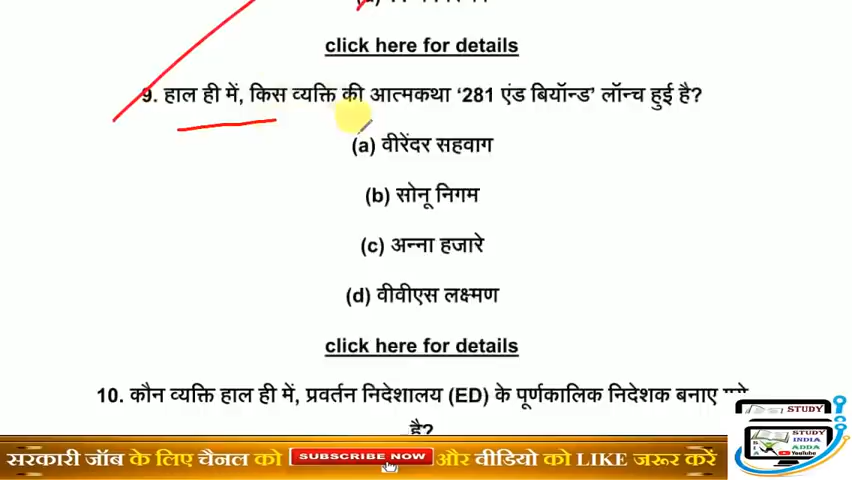 click here for details
9. हाल ही में, किस व्यक्ति की आत्मकथा ‘281 एंड बियॉन्ड’ लॉन्च हुई है?
(a) वीरेंदर सहवाग
(b) सोनू निगम
(c) अन्ना हजारे
(d) वीवीएस लक्ष्मण
click here for details
10. कौन व्यक्ति हाल ही में, प्रवर्तन निदेशालय (ED) के पूर्णकालिक निदेशक बनाए
है?
STUDY
STUDY
INDIA
ADDA
YouTube
सरकारी जॉब के लिए चैनल को SUBSCRIBE NOW और वीडियो को LIKE जरूर करें